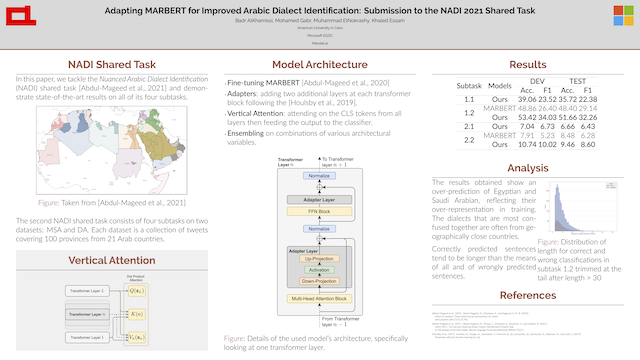 Adapting MARBERT for Improved Arabic Dialect Identification: Submission to the NADI 2021 Shared Task
Badr AlKhamissi, Mohamed Gabr, Muhammad ElNokrashy, Khaled Essam
American University in Cairo
Microsoft EGDC
Mendel.ai
NADI Shared Task
In this paper, we tackle the Nuanced Arabic Dialect Identification
(NADI) shared task [Abdul-Mageed et al., 2021] and demon-
strate state-of-the-art results on all of its four subtasks.
Figure: Taken from [Abdul-Mageed et al., 2021]
The second NADI shared task consists of four subtasks on two
datasets: MSA and DA. Each dataset is a collection of tweets
covering 100 provinces from 21 Arab countries.
Vertical Attention
Dot Product
Attention
Transformer Layer L
Transformer Layer n
Transformer Layer 1
Model Architecture
Fine-tuning MARBERT [Abdul-Mageed et al., 2020]
Adapters: adding two additional layers at each transformer
block following the [Houlsby et al., 2019].
Vertical Attention: attending on the CLS tokens from all
layers then feeding the output to the classifier.
Ensembling on combinations of various architectural
variables.
Transformer
Layer n
To Transformer
layer n + 1
Normalize
Adapter Layer
FFN Block
Normalize
Adapter Layer
Up-Projection
Activation
Down-Projection
Multi-Head Attention Block
From Transformer
layer n − 1
Figure: Details of the used model's architecture, specifically
looking at one transformer layer.
Results
DEV TEST
Subtask Models Acc. F1 Acc. F1
1.1 Ours 39.06 23.52 35.72 22.38
1.2 MARBERT 48.86 26.40 48.40 29.14
Ours 53.42 34.03 51.66 32.26
2.1 Ours 7.04 6.73 6.66 6.43
2.2 MARBERT 7.91 5.23 8.48 6.28
Ours 10.74 10.02 9.46 8.60
Analysis
The results obtained show an
over-prediction of Egyptian and
Saudi Arabian, reflecting their
over-representation in training.
The dialects that are most con-
fused together are often from ge-
ographically close countries.
Correctly predicted sentences
tend to be longer than the means
of all and of wrongly predicted
sentences.
Figure: Distribution of
length for correct and
wrong classifications in
subtask 1.2 trimmed at the
tail after length > 30
References